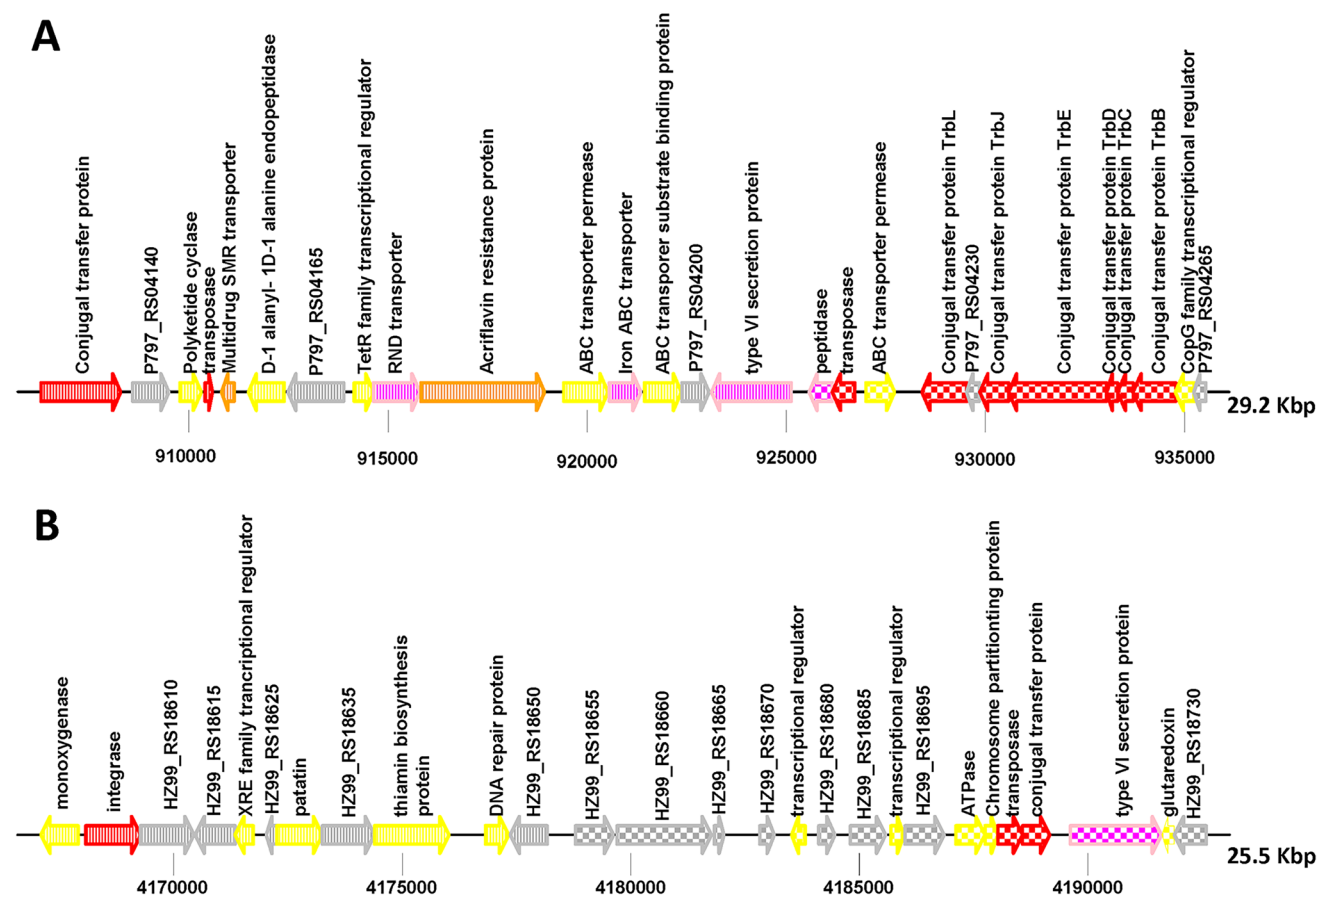 A
Conjugal transfer protein
P797_RS04140
Polyketide cyclase
transposase
Multidrug SMR transporter
D-1 alanyl- 1D-1 alanine endopeptidase
P797_RS04165
TetR family transcriptional regulator
RND transporter
Acriflavin resistance protein
ABC transporter permease
Iron ABC transporter
ABC transporer substrate binding protein
P797_RS04200
type VI secretion protein
peptidase
transposase
ABC transporter permease
Conjugal transfer protein TrbL
P797_RS04230
Conjugal transfer protein TrbJ
Conjugal transfer protein TrbE
Conjugal transfer protein TrbD
Conjugal transfer protein TrbC
Conjugal transfer protein TrbB
CopG family transcriptional regulator
P797_RS04265
29.2 Kbp
910000
915000
920000
925000
930000
935000
B
monoxygenase
integrase
HZ99_RS18610
HZ99_RS18615
XRE family trancriptional regulator
HZ99_RS18625
patatin
HZ99_RS18635
thiamin biosynthesis
protein
DNA repair protein
HZ99_RS18650
HZ99_RS18655
HZ99_RS18660
HZ99_RS18665
HZ99_RS18670
transcriptional regulator
HZ99_RS18680
HZ99_RS18685
transcriptional regulator
HZ99_RS18695
ATPase
Chromosome partitionting protein
transposase
conjugal transfer protein
type VI secretion protein
glutaredoxin
HZ99_RS18730
25.5 Kbp
4170000
4175000
4180000
4185000
4190000